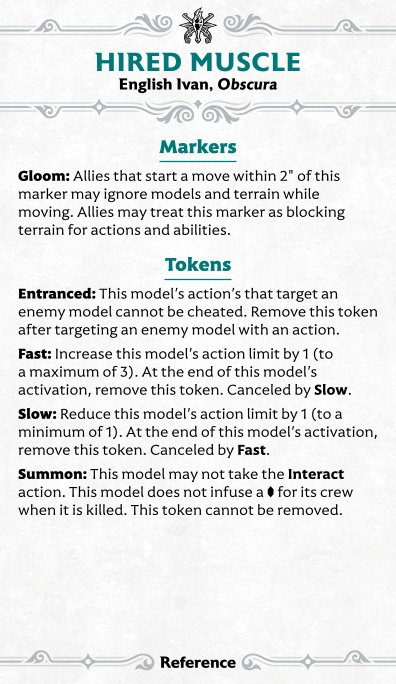 HIRED MUSCLE
English Ivan, Obscura
Markers
Gloom: Allies that start a move within 2" of this
marker may ignore models and terrain while
moving. Allies may treat this marker as blocking
terrain for actions and abilities.
Tokens
Entranced: This model's action's that target an
enemy model cannot be cheated. Remove this token
after targeting an enemy model with an action.
Fast: Increase this model's action limit by 1 (to
a maximum of 3). At the end of this model's
activation, remove this token. Canceled by Slow.
Slow: Reduce this model's action limit by 1 (to a
minimum of 1). At the end of this model's activation,
remove this token. Canceled by Fast.
Summon: This model may not take the Interact
action. This model does not infuse a for its crew
when it is killed. This token cannot be removed.
Reference